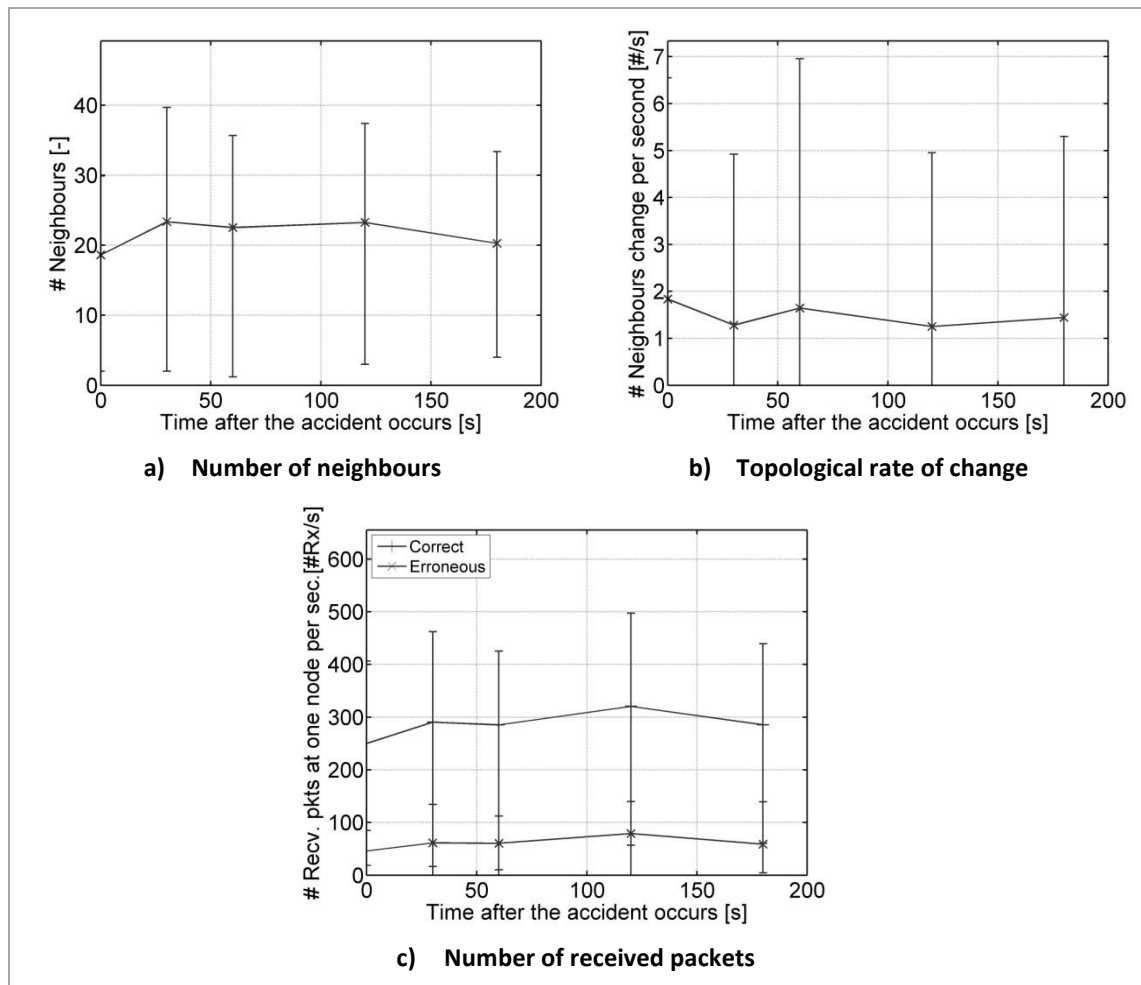 # Neighbours [-]
40
30
20
10
0
0 50 100 150 200
Time after the accident occurs [s]
a) Number of neighbours
# Neighbours change per second [#/s]
7
6
5
4
3
2
1
0
0 50 100 150 200
Time after the accident occurs [s]
b) Topological rate of change
# Recv. pkts at one node per sec.[#Rx/s]
600
500
400
300
200
100
0
Correct
Erroneous
0 50 100 150 200
Time after the accident occurs [s]
c) Number of received packets